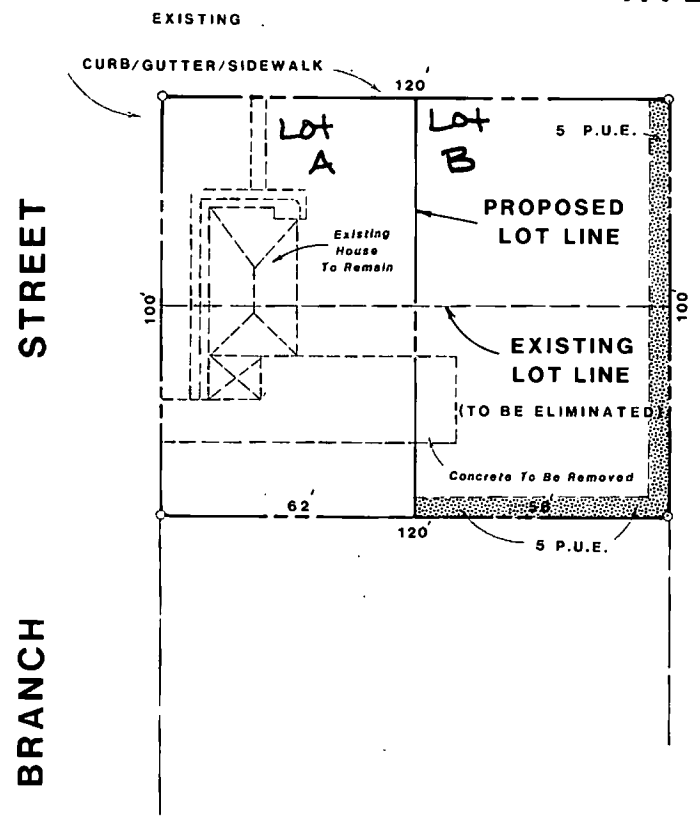 EXISTING
CURB/GUTTER/SIDEWALK
120'
Lot
A
Lot
B
5 P.U.E.
PROPOSED
LOT LINE
Existing
House
To Remain
100'
100'
EXISTING
LOT LINE
(TO BE ELIMINATED)
Concrete To Be Removed
62'
58'
120'
5 P.U.E.
STREET
BRANCH